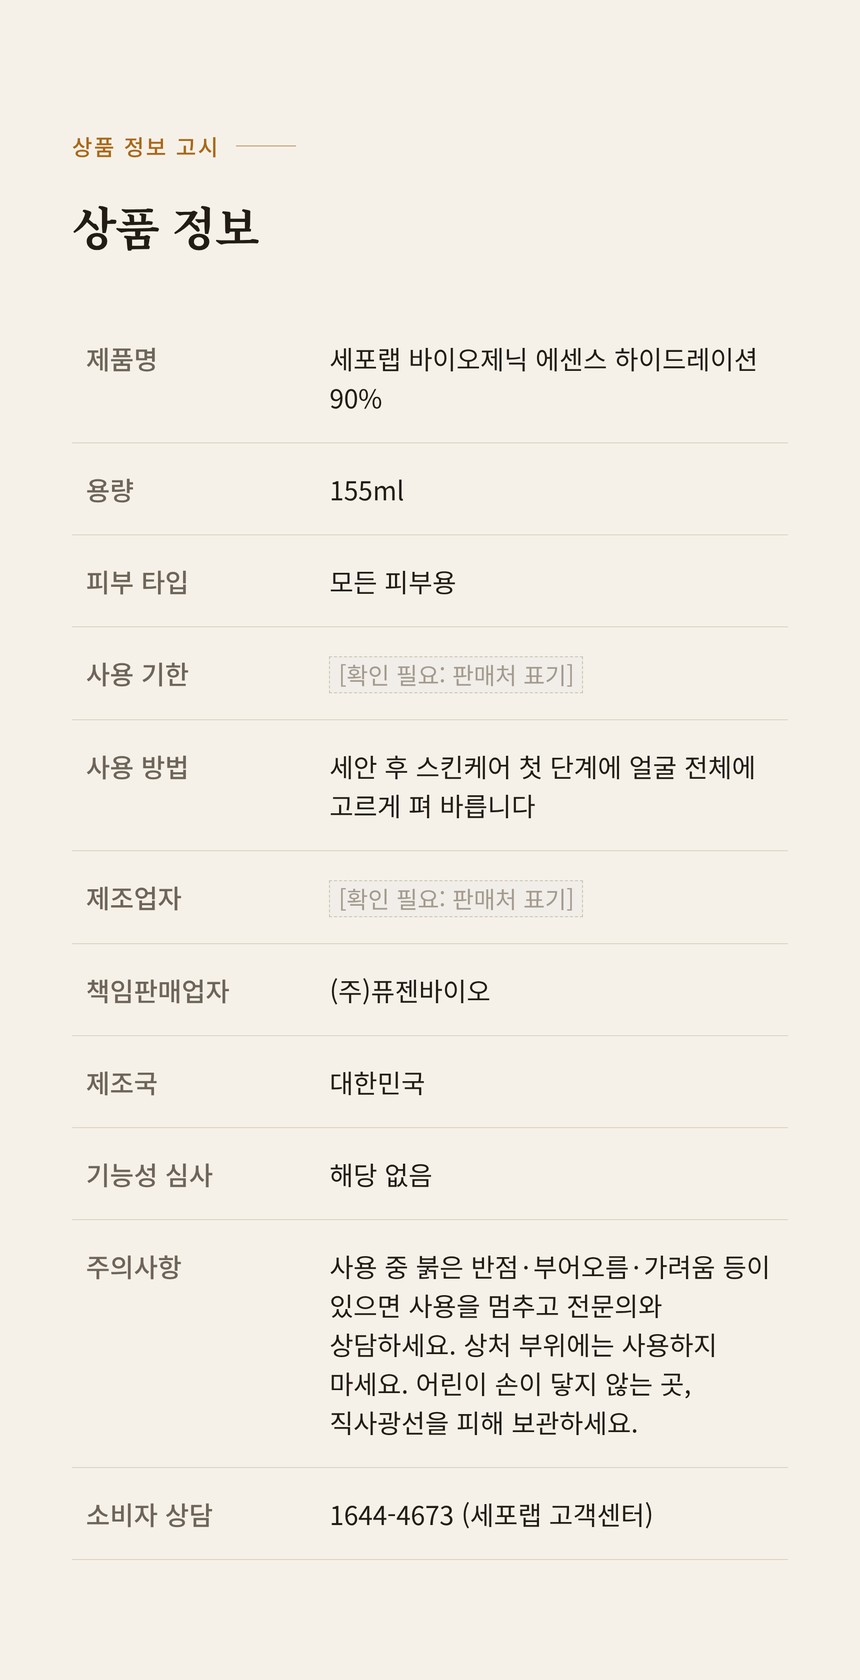 상품 정보 고시
상품 정보
제품명
세포랩 바이오제닉 에센스 하이드레이션
90%
용량
155ml
피부 타입
모든 피부용
사용 기한
[확인 필요: 판매처 표기]
사용 방법
세안 후 스킨케어 첫 단계에 얼굴 전체에
고르게 펴 바릅니다
제조업자
[확인 필요: 판매처 표기]
책임판매업자
(주)퓨젠바이오
제조국
대한민국
기능성 심사
해당 없음
주의사항
사용 중 붉은 반점·부어오름·가려움 등이
있으면 사용을 멈추고 전문의와
상담하세요. 상처 부위에는 사용하지
마세요. 어린이 손이 닿지 않는 곳,
직사광선을 피해 보관하세요.
소비자 상담
1644-4673 (세포랩 고객센터)